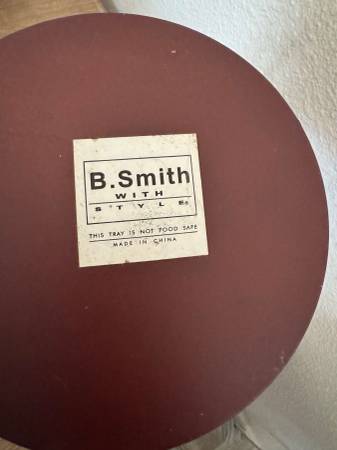 B.Smith
WITH
STYLE®
THIS TRAY IS NOT FOOD SAFE
MADE IN CHINA